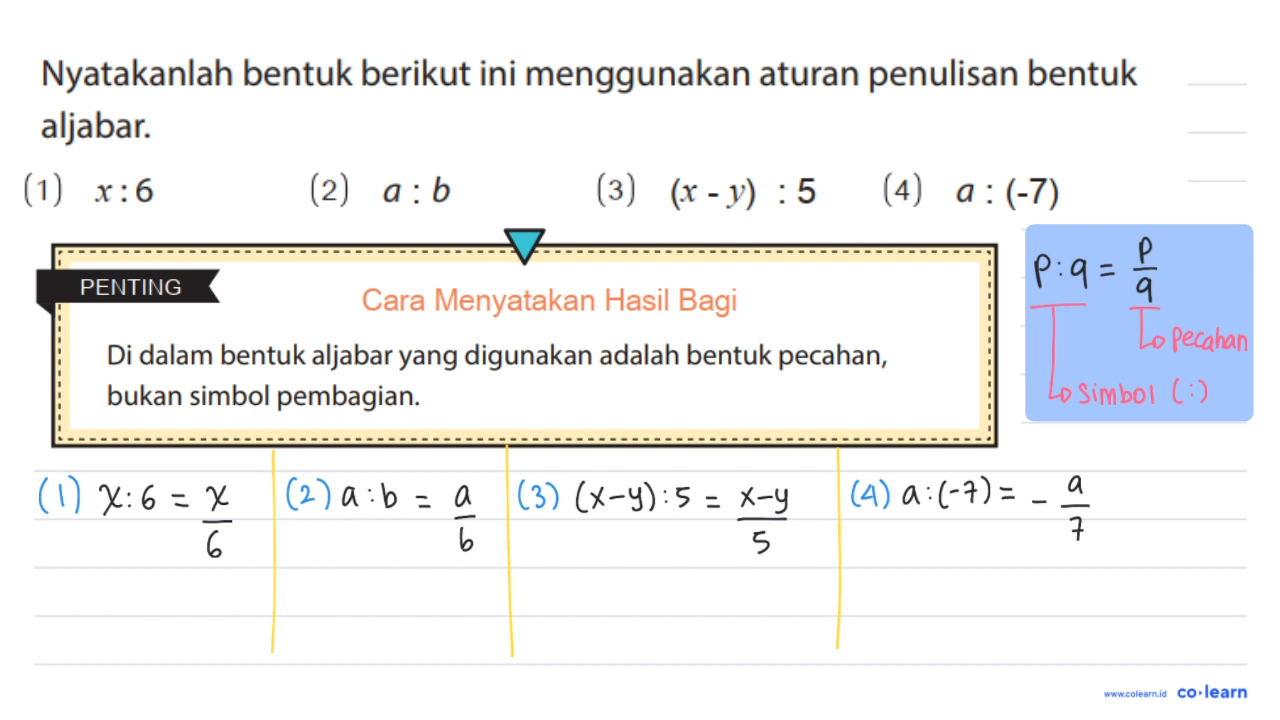 Nyatakanlah bentuk berikut ini menggunakan aturan penulisan bentuk
aljabar.
(1) x : 6 (2) a : b (3) (x - y) : 5 (4) a : (-7)
PENTING
Cara Menyatakan Hasil Bagi
Di dalam bentuk aljabar yang digunakan adalah bentuk pecahan,
bukan simbol pembagian.
p : q = p/q
pecahan
simbol (:)
(1) x : 6 = x/6 (2) a : b = a/b (3) (x-y) : 5 = x-y/5 (4) a : (-7) = - a/7
www.colearn.id co·learn